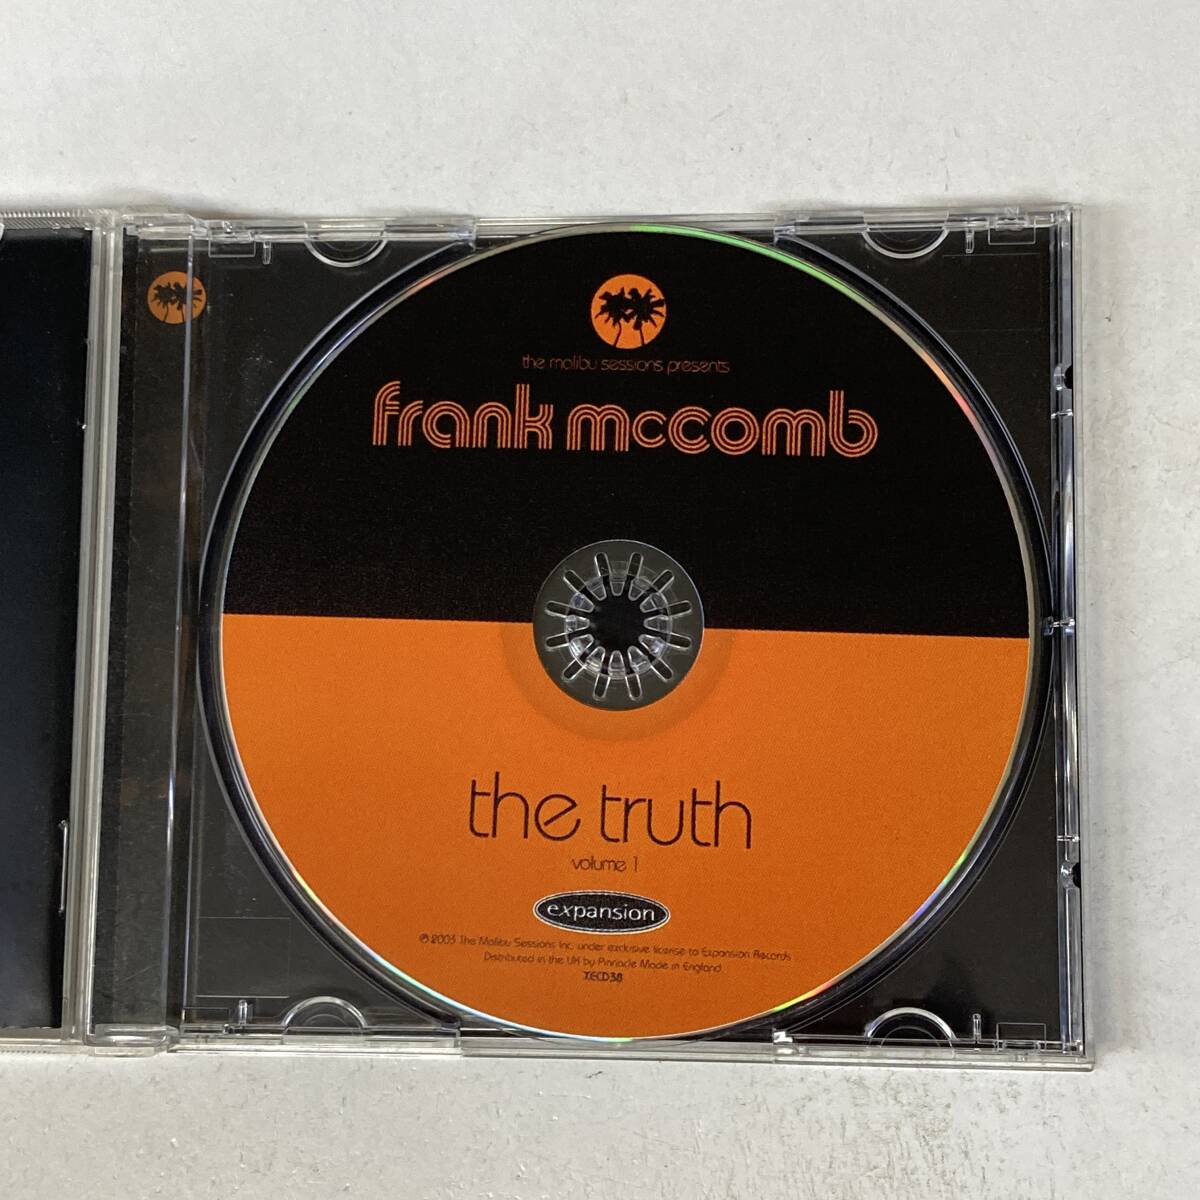 the malibu sessions presents
frank mccomb
the truth
volume 1
expansion
℗ 2003 The Malibu Sessions Inc. under exclusive license to Expansion Records
Distributed in the UK by Pinnacle Made in England
XECD38